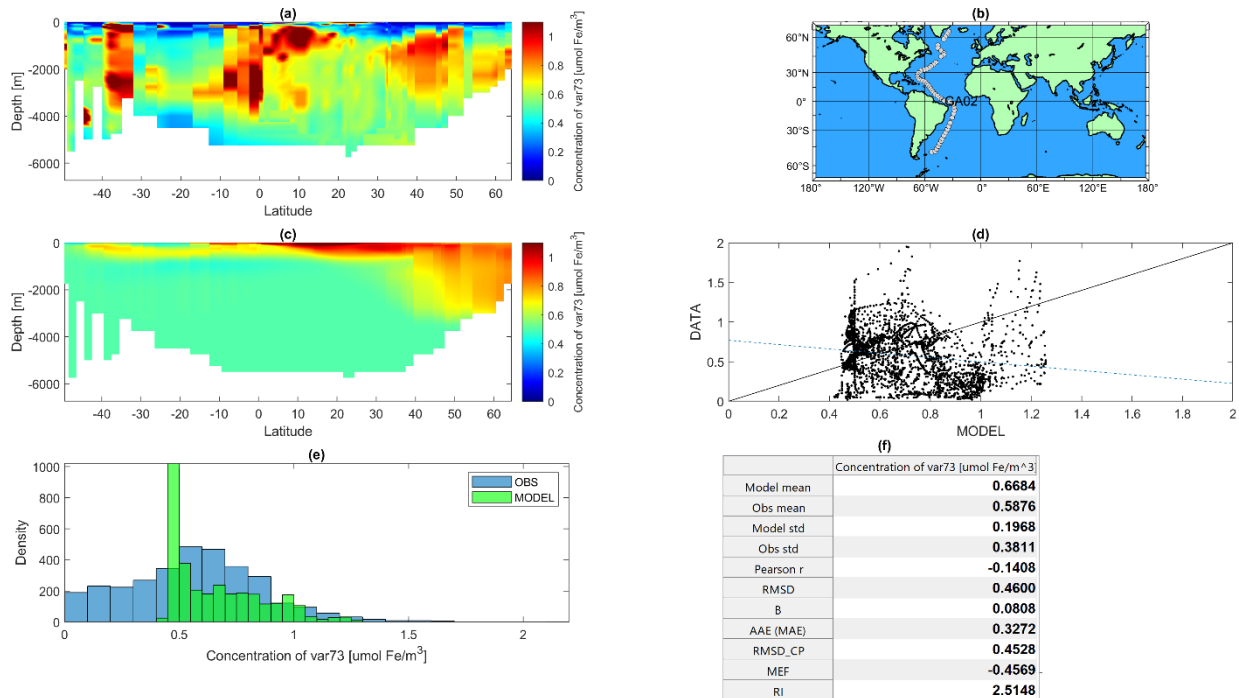 (a)
0
-2000
-4000
-6000
Depth [m]
-40 -30 -20 -10 0 10 20 30 40 50 60
Latitude
1
0.8
0.6
0.4
0.2
0
Concentration of var73 [umol Fe/m3]
(b)
60°N
30°N
0°
30°S
60°S
GA02
180° 120°W 60°W 0° 60°E 120°E 180°
(c)
0
-2000
-4000
-6000
Depth [m]
-40 -30 -20 -10 0 10 20 30 40 50 60
Latitude
1
0.8
0.6
0.4
0.2
0
Concentration of var73 [umol Fe/m3]
(d)
2
1.5
1
0.5
0
DATA
0 0.2 0.4 0.6 0.8 1 1.2 1.4 1.6 1.8 2
MODEL
(e)
1000
800
600
400
200
0
Density
OBS
MODEL
0 0.5 1 1.5 2
Concentration of var73 [umol Fe/m3]
(f)
Concentration of var73 [umol Fe/m^3]
Model mean 0.6684
Obs mean 0.5876
Model std 0.1968
Obs std 0.3811
Pearson r -0.1408
RMSD 0.4600
B 0.0808
AAE (MAE) 0.3272
RMSD_CP 0.4528
MEF -0.4569
RI 2.5148